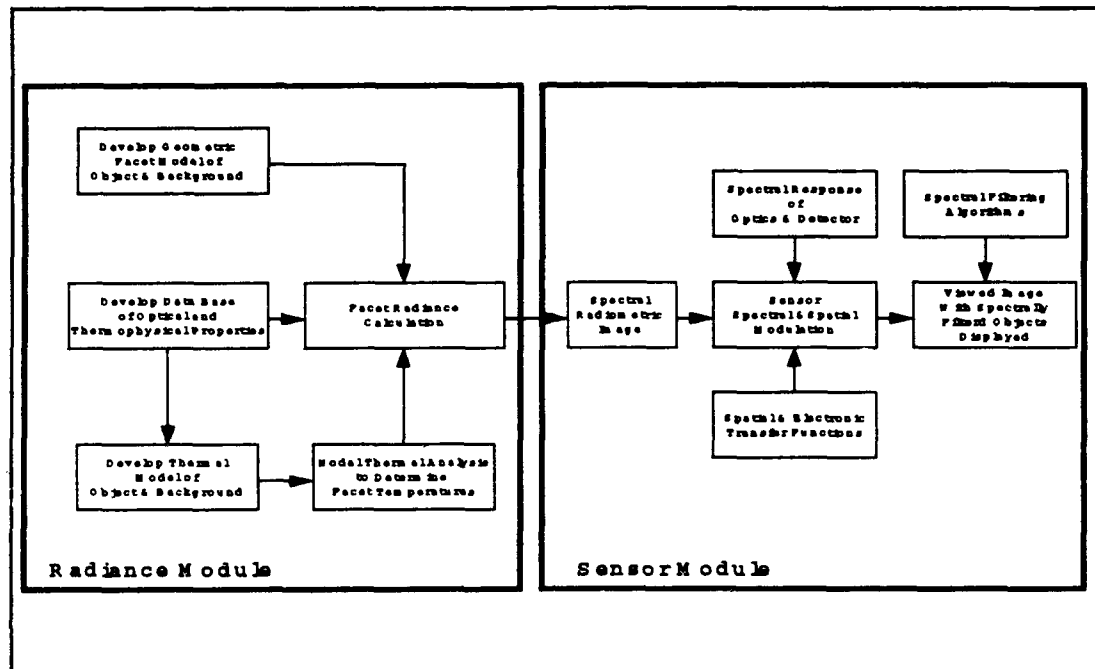 Develop Geometric
Facet Model of
Object & Background
Develop Data Base
of Optical and
Thermophysical Properties
Facet Radiance
Calculation
Develop Thermal
Model of
Object & Background
Nodal Thermal Analysis
to Determine
Facet Temperatures
Radiance Module
Spectral Response
of
Optics & Detector
Spectral Filtering
Algorithms
Spectral
Radiometric
Image
Sensor
Spectral & Spatial
Modulation
Viewed Image
With Spectrally
Filterd Objects
Displayed
Spatial & Electronic
Transfer Functions
Sensor Module